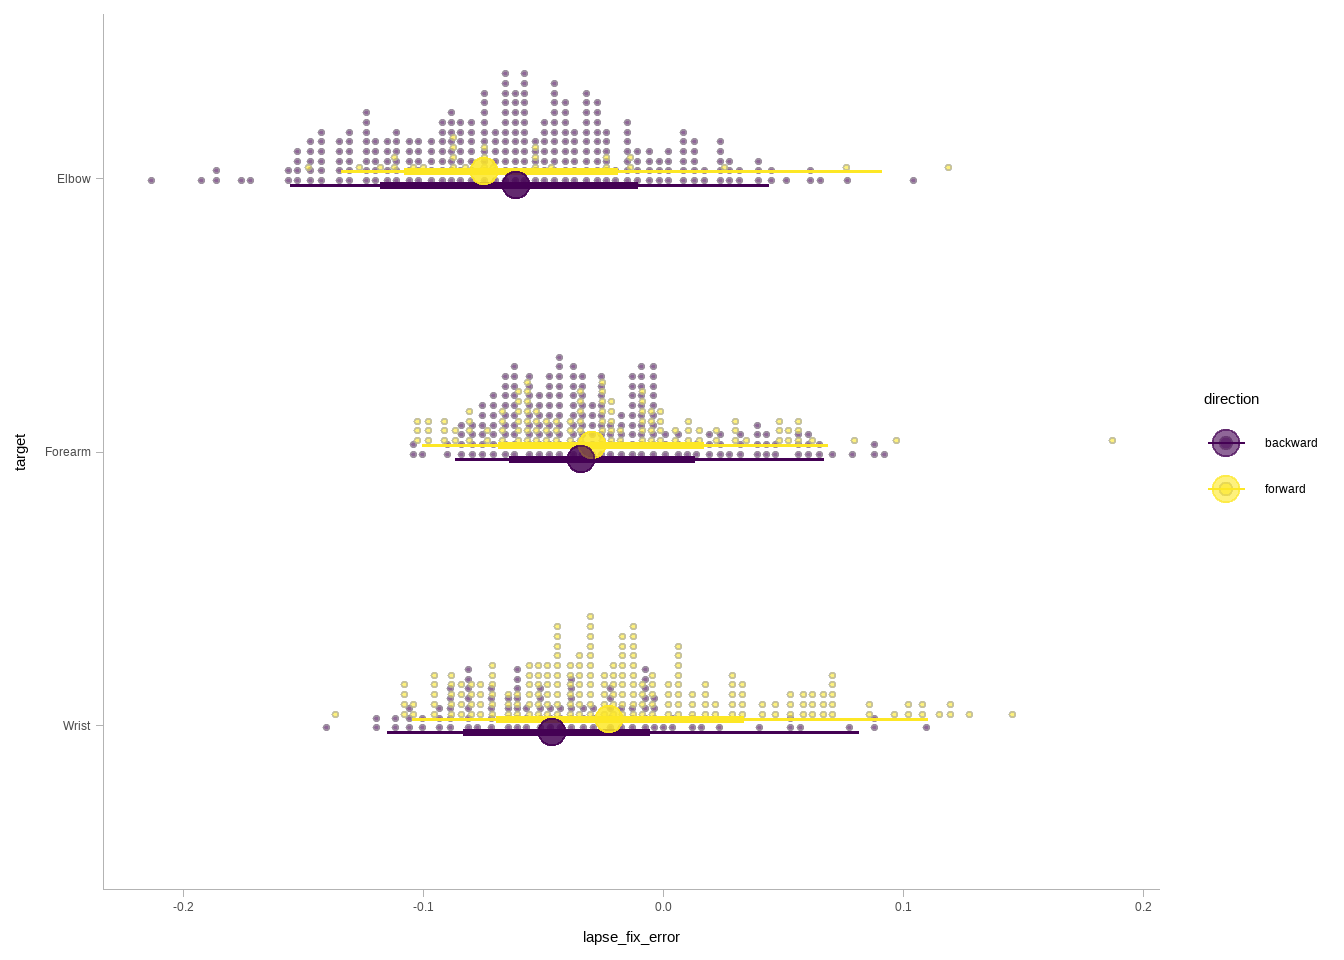 Elbow
Forearm
Wrist
target
-0.2
-0.1
0.0
0.1
0.2
lapse_fix_error
direction
backward
forward